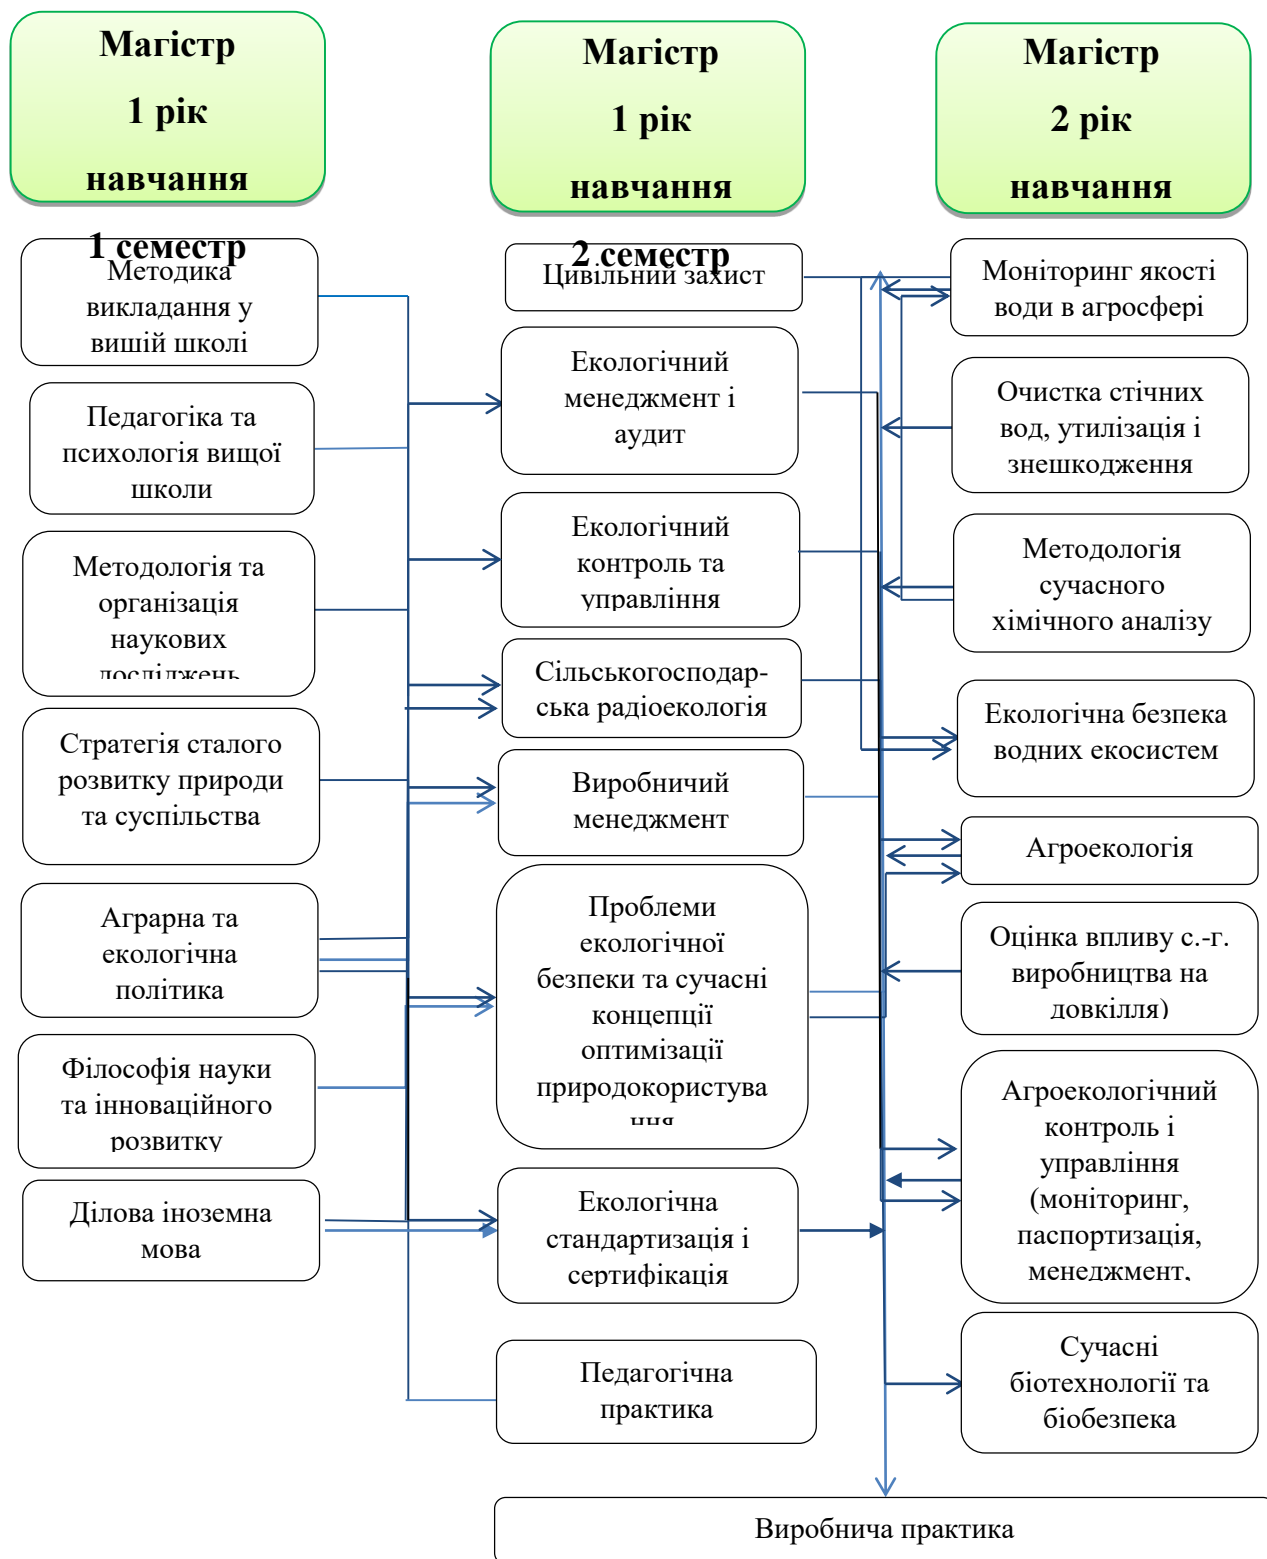 Магістр
1 рік
навчання
1 семестр
Методика
викладання у
вишій школі
Педагогіка та
психологія вищої
школи
Методологія та
організація
наукових
досліджень
Стратегія сталого
розвитку природи
та суспільства
Аграрна та
екологічна
політика
Філософія науки
та інноваційного
розвитку
Ділова іноземна
мова
Магістр
1 рік
навчання
2 семестр
Цивільний захист
Екологічний
менеджмент і
аудит
Екологічний
контроль та
управління
Сільськогосподар-
ська радіоекологія
Виробничий
менеджмент
Проблеми
екологічної
безпеки та сучасні
концепції
оптимізації
природокористува
ння
Екологічна
стандартизація і
сертифікація
Педагогічна
практика
Магістр
2 рік
навчання
Моніторинг якості
води в агросфері
Очистка стічних
вод, утилізація і
знешкодження
Методологія
сучасного
хімічного аналізу
Екологічна безпека
водних екосистем
Агроекологія
Оцінка впливу с.-г.
виробництва на
довкілля)
Агроекологічний
контроль і
управління
(моніторинг,
паспортизація,
менеджмент,
Сучасні
біотехнології та
біобезпека
Виробнича практика